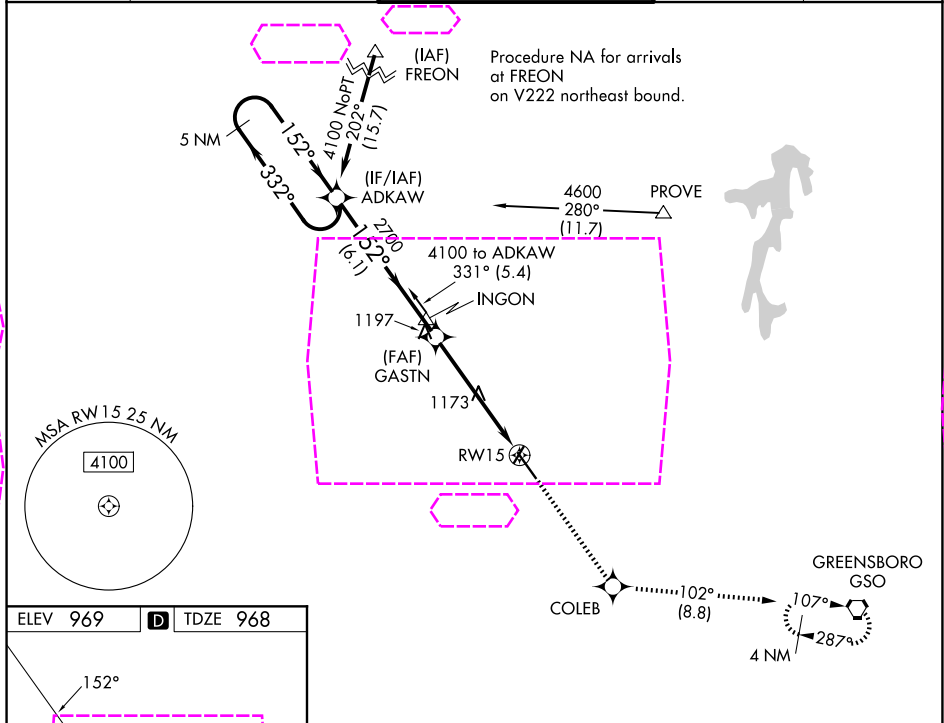 (IAF)
FREON
Procedure NA for arrivals
at FREON
on V222 northeast bound.
4100 NoPT
202°
(15.7)
5 NM
152°
332°
(IF/IAF)
ADKAW
4600
280°
(11.7)
PROVE
2700
152°
(6.1)
4100 to ADKAW
331° (5.4)
INGON
1197
(FAF)
GASTN
1173
RW15
MSA RW15 25 NM
4100
COLEB
102°
(8.8)
GREENSBORO
GSO
107°
287°
4 NM
ELEV 969 D TDZE 968
152°